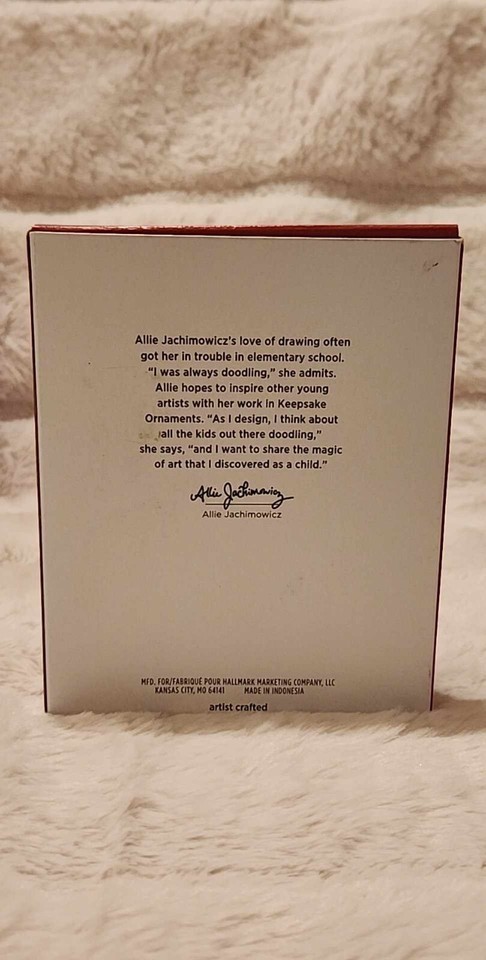 Allie Jachimowicz's love of drawing often
got her in trouble in elementary school.
"I was always doodling," she admits.
Allie hopes to inspire other young
artists with her work in Keepsake
Ornaments. "As I design, I think about
all the kids out there doodling,"
she says, "and I want to share the magic
of art that I discovered as a child."
Allie Jachimowicz
Allie Jachimowicz
MFD. FOR/FABRIQUÉ POUR HALLMARK MARKETING COMPANY, LLC
KANSAS CITY, MO 64141 MADE IN INDONESIA
artist crafted